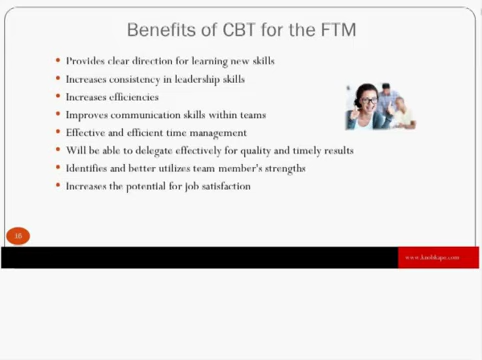 Benefits of CBT for the FTM
• Provides clear direction for learning new skills
• Increases consistency in leadership skills
• Increases efficiencies
• Improves communication skills within teams
• Effective and efficient time management
• Will be able to delegate effectively for quality and timely results
• Identifies and better utilizes team member's strengths
• Increases the potential for job satisfaction